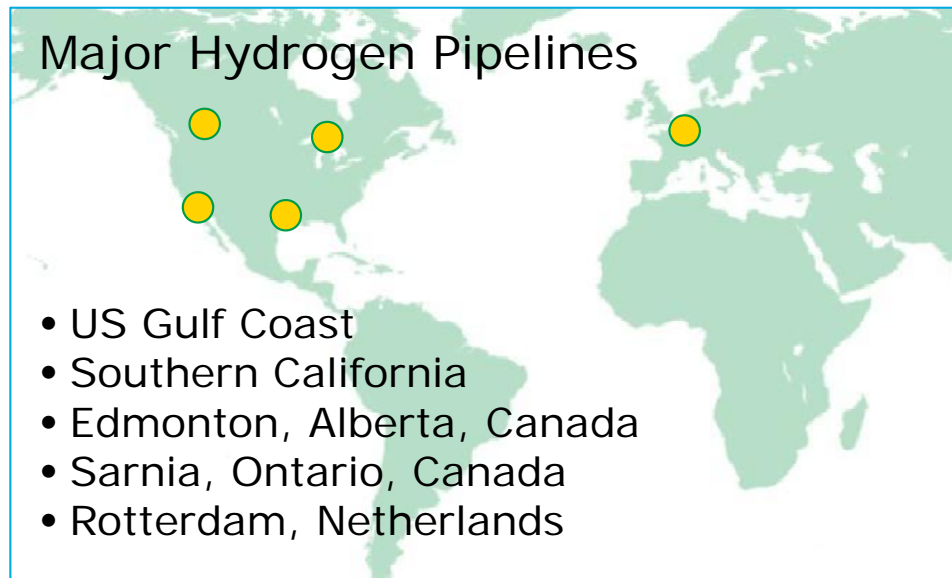 Major Hydrogen Pipelines
• US Gulf Coast
• Southern California
• Edmonton, Alberta, Canada
• Sarnia, Ontario, Canada
• Rotterdam, Netherlands